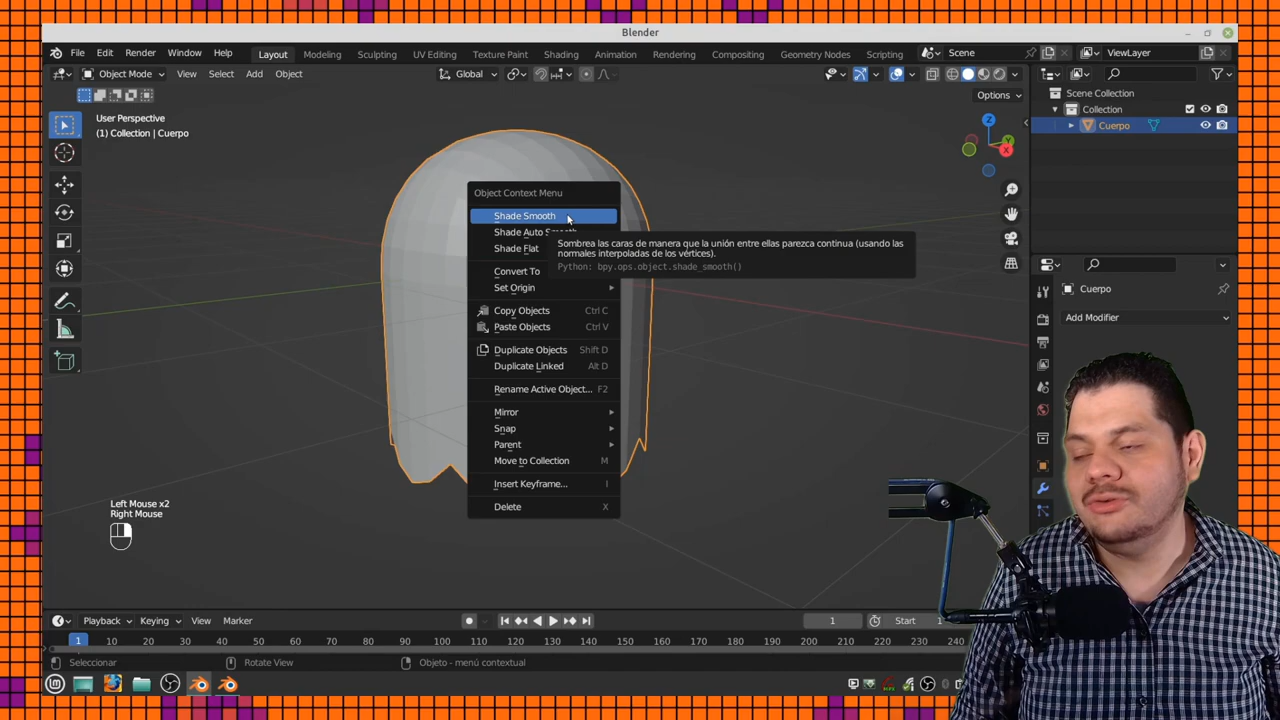 Blender
File Edit Render Window Help
Layout Modeling Sculpting UV Editing Texture Paint Shading Animation Rendering Compositing Geometry Nodes Scripting
Scene
ViewLayer
Object Mode
View Select Add Object
Global
Options
User Perspective
(1) Collection | Cuerpo
Z
Y
X
Scene Collection
Collection
Cuerpo
Cuerpo
Add Modifier
Object Context Menu
Shade Smooth
Shade Auto Smooth
Shade Flat
Sombrea las caras de manera que la unión entre ellas parezca continua (usando las
normales interpoladas de los vértices).
Python: bpy.ops.object.shade_smooth()
Convert To
Set Origin
Copy Objects Ctrl C
Paste Objects Ctrl V
Duplicate Objects Shift D
Duplicate Linked Alt D
Rename Active Object... F2
Mirror
Snap
Parent
Move to Collection M
Insert Keyframe... I
Delete X
Left Mouse x2
Right Mouse
Playback Keying View Marker
1
Start 1
1 10 20 30 40 50 60 70 80 90 100 110 120 130 140 150 160 170 180 190 200 210 220 230 240
Seleccionar
Rotate View
Objeto - menú contextual